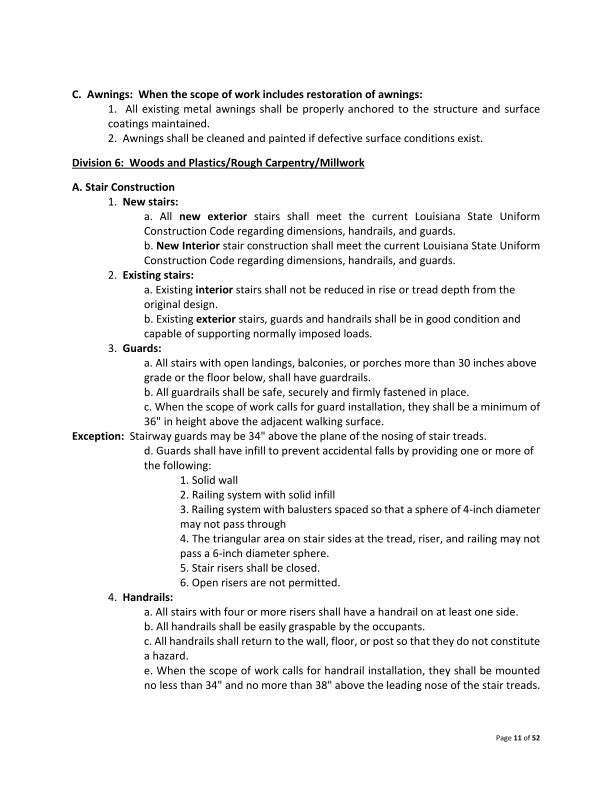 C. Awnings: When the scope of work includes restoration of awnings:
1. All existing metal awnings shall be properly anchored to the structure and surface
coatings maintained.
2. Awnings shall be cleaned and painted if defective surface conditions exist.
Division 6: Woods and Plastics/Rough Carpentry/Millwork
A. Stair Construction
1. New stairs:
a. All new exterior stairs shall meet the current Louisiana State Uniform
Construction Code regarding dimensions, handrails, and guards.
b. New Interior stair construction shall meet the current Louisiana State Uniform
Construction Code regarding dimensions, handrails, and guards.
2. Existing stairs:
a. Existing interior stairs shall not be reduced in rise or tread depth from the
original design.
b. Existing exterior stairs, guards and handrails shall be in good condition and
capable of supporting normally imposed loads.
3. Guards:
a. All stairs with open landings, balconies, or porches more than 30 inches above
grade or the floor below, shall have guardrails.
b. All guardrails shall be safe, securely and firmly fastened in place.
c. When the scope of work calls for guard installation, they shall be a minimum of
36" in height above the adjacent walking surface.
Exception: Stairway guards may be 34" above the plane of the nosing of stair treads.
d. Guards shall have infill to prevent accidental falls by providing one or more of
the following:
1. Solid wall
2. Railing system with solid infill
3. Railing system with balusters spaced so that a sphere of 4-inch diameter
may not pass through
4. The triangular area on stair sides at the tread, riser, and railing may not
pass a 6-inch diameter sphere.
5. Stair risers shall be closed.
6. Open risers are not permitted.
4. Handrails:
a. All stairs with four or more risers shall have a handrail on at least one side.
b. All handrails shall be easily graspable by the occupants.
c. All handrails shall return to the wall, floor, or post so that they do not constitute
a hazard.
e. When the scope of work calls for handrail installation, they shall be mounted
no less than 34" and no more than 38" above the leading nose of the stair treads.
Page 11 of 52